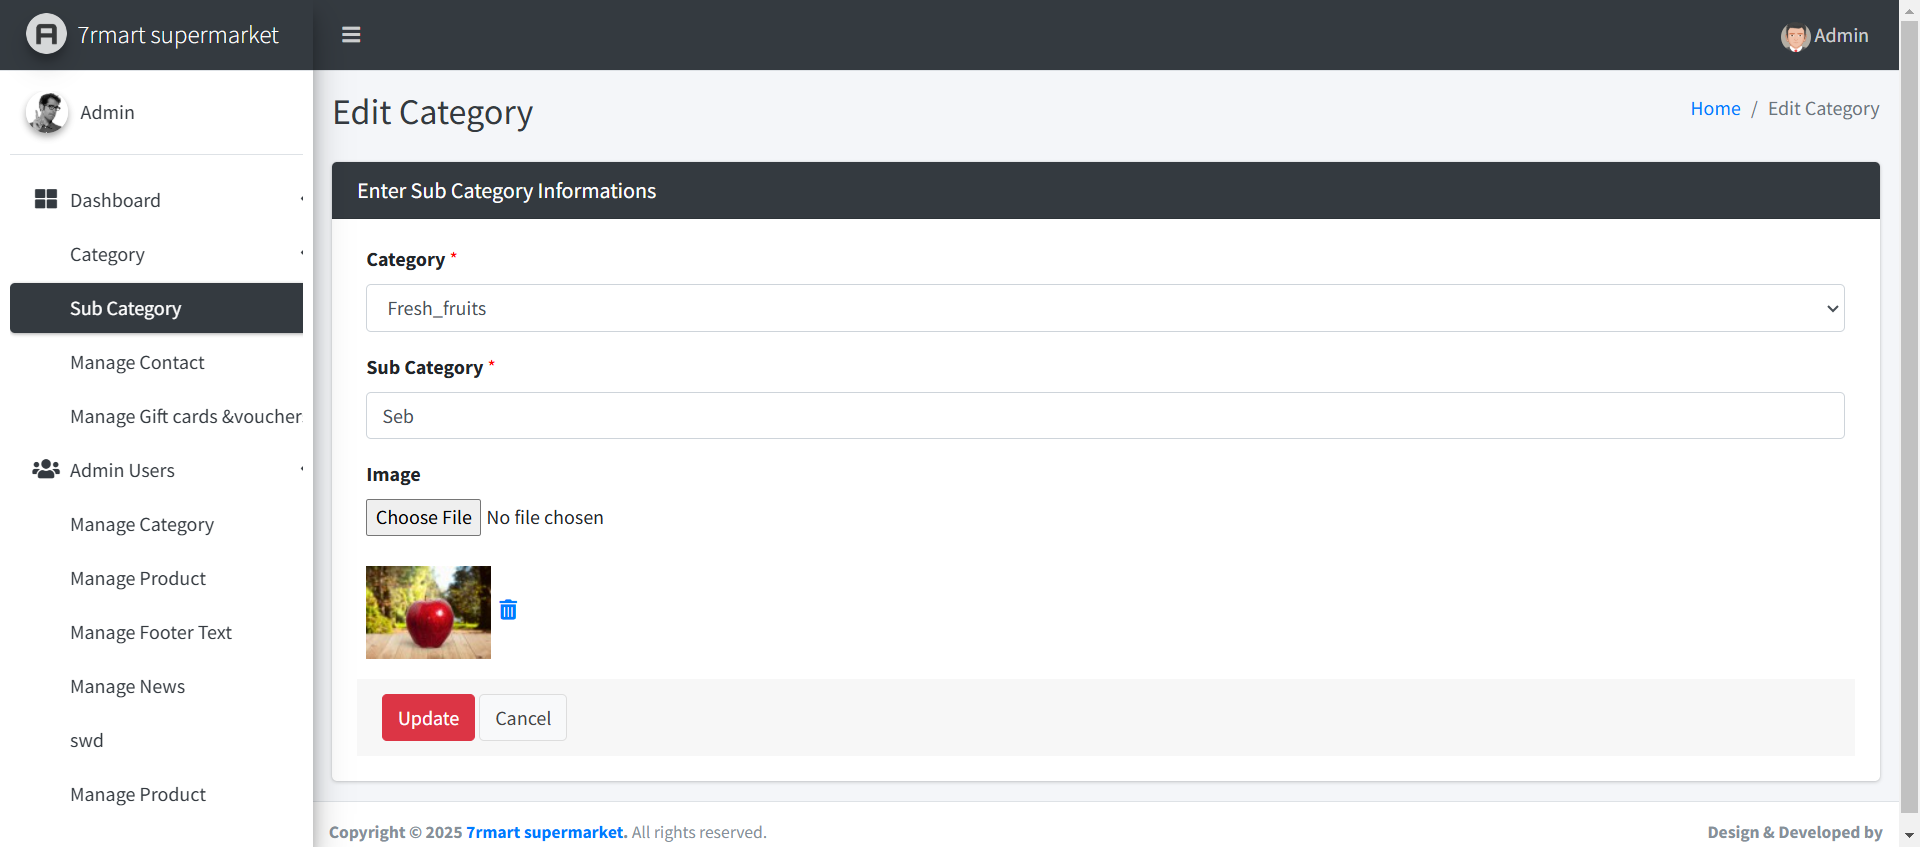 7rmart supermarket
Admin
Admin
Edit Category
Home / Edit Category
Dashboard
Category
Sub Category
Manage Contact
Manage Gift cards &voucher
Admin Users
Manage Category
Manage Product
Manage Footer Text
Manage News
swd
Manage Product
Enter Sub Category Informations
Category *
Fresh_fruits
Sub Category *
Seb
Image
Choose File No file chosen
Update Cancel
Copyright © 2025 7rmart supermarket. All rights reserved.
Design & Developed by